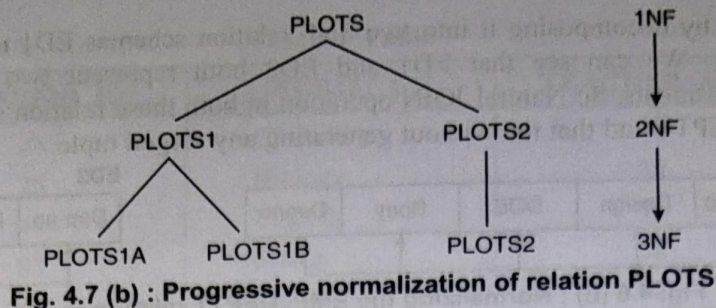 PLOTS 1NF
PLOTS1 PLOTS2 2NF
PLOTS1A PLOTS1B PLOTS2 3NF
Fig. 4.7 (b) : Progressive normalization of relation PLOTS